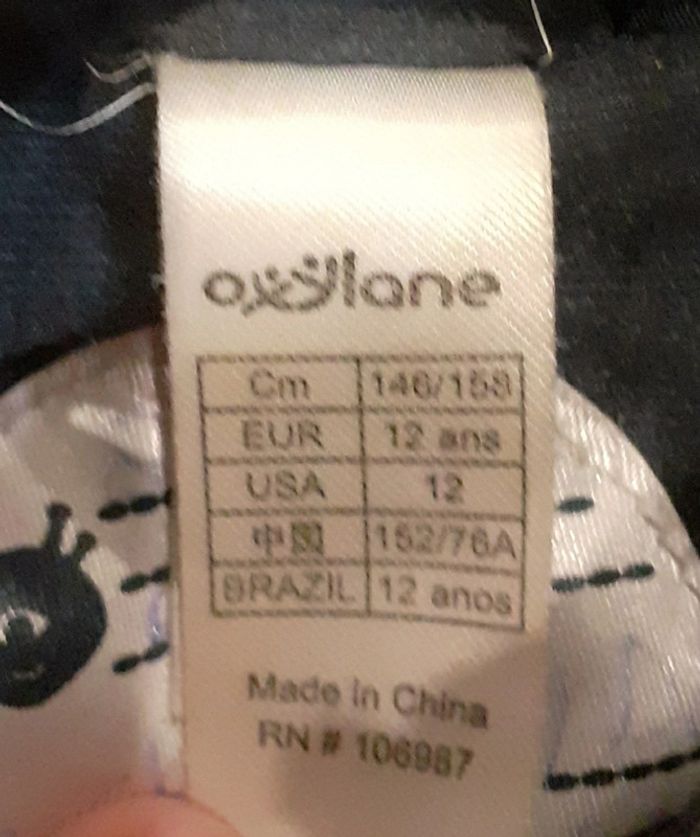 oxylane
Cm 146/158
EUR 12 ans
USA 12
中国 152/76A
BRAZIL 12 anos
Made in China
RN # 106987